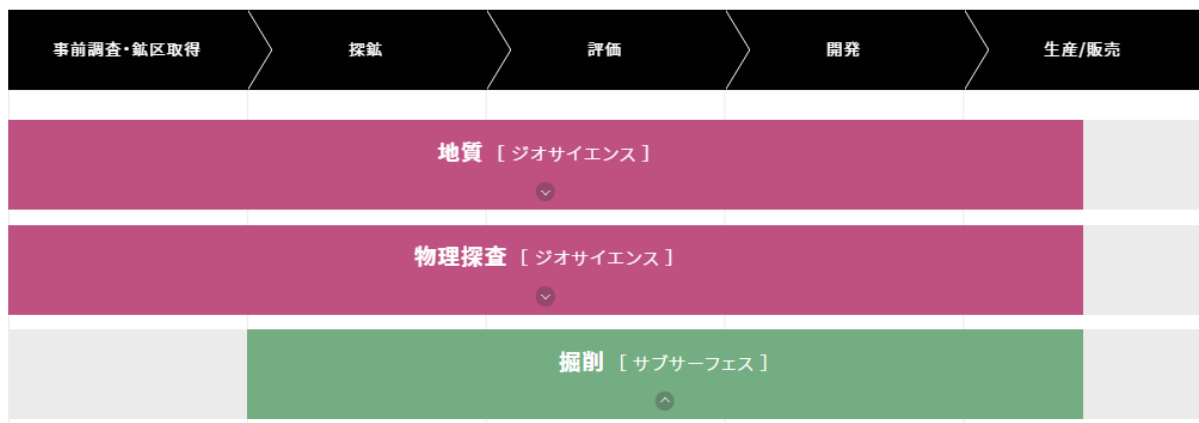 事前調査・鉱区取得
探鉱
評価
開発
生産/販売
地質 [ ジオサイエンス ]
物理探査 [ ジオサイエンス ]
掘削 [ サブサーフェス ]